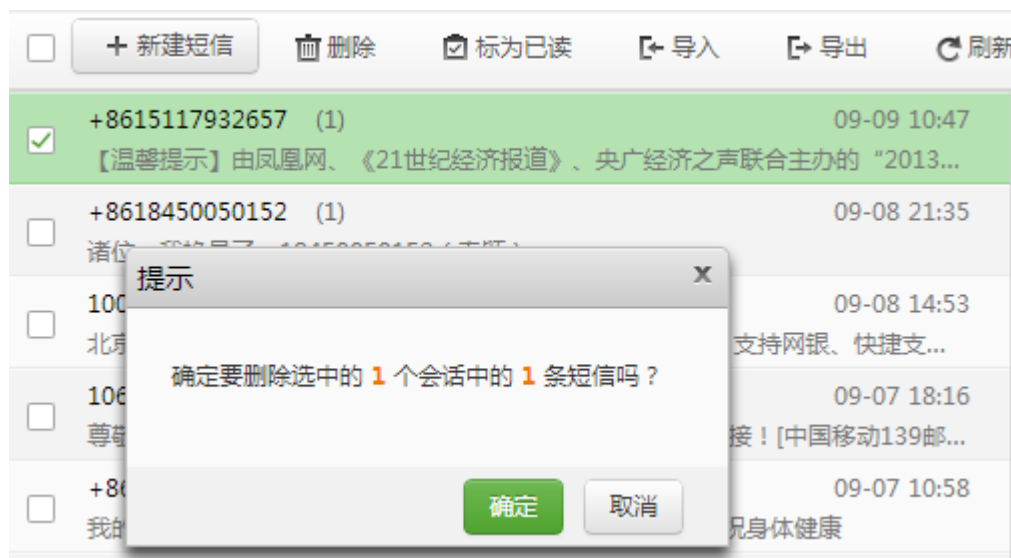 新建短信 删除 标为已读 导入 导出 刷新
+8615117932657 (1) 09-09 10:47
【温馨提示】由凤凰网、《21世纪经济报道》、央广经济之声联合主办的“2013...
+8618450050152 (1) 09-08 21:35
诸位
提示 x
100 09-08 14:53
北京 支持网银、快捷支...
确定要删除选中的 1 个会话中的 1 条短信吗？
106 09-07 18:16
尊敬 接！[中国移动139邮...
+86 09-07 10:58
确定 取消
我的 祝身体健康